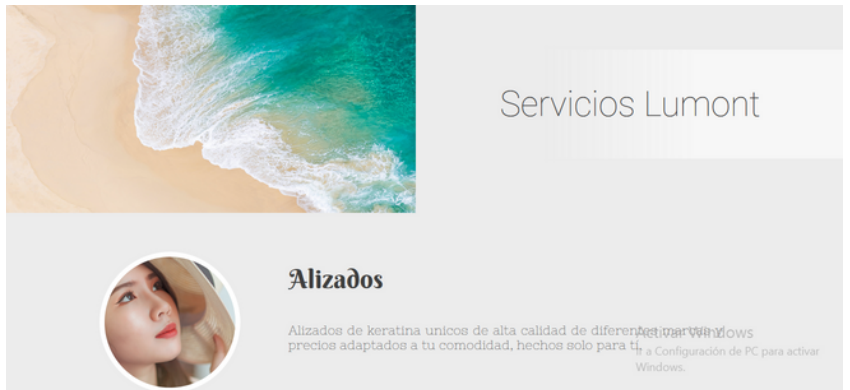 Servicios Lumont
Alizados
Alizados de keratina unicos de alta calidad de diferentes marcas y
precios adaptados a tu comodidad, hechos solo para ti.
Activar Windows
Ir a Configuración de PC para activar
Windows.